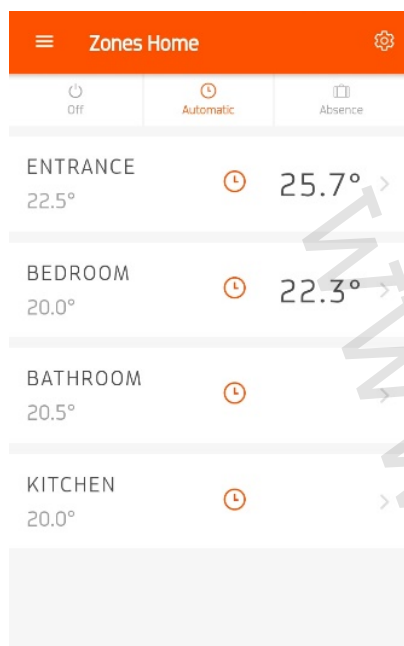 Zones Home
Off Automatic Absence
ENTRANCE
22.5° 25.7°
BEDROOM
20.0° 22.3°
BATHROOM
20.5°
KITCHEN
20.0°